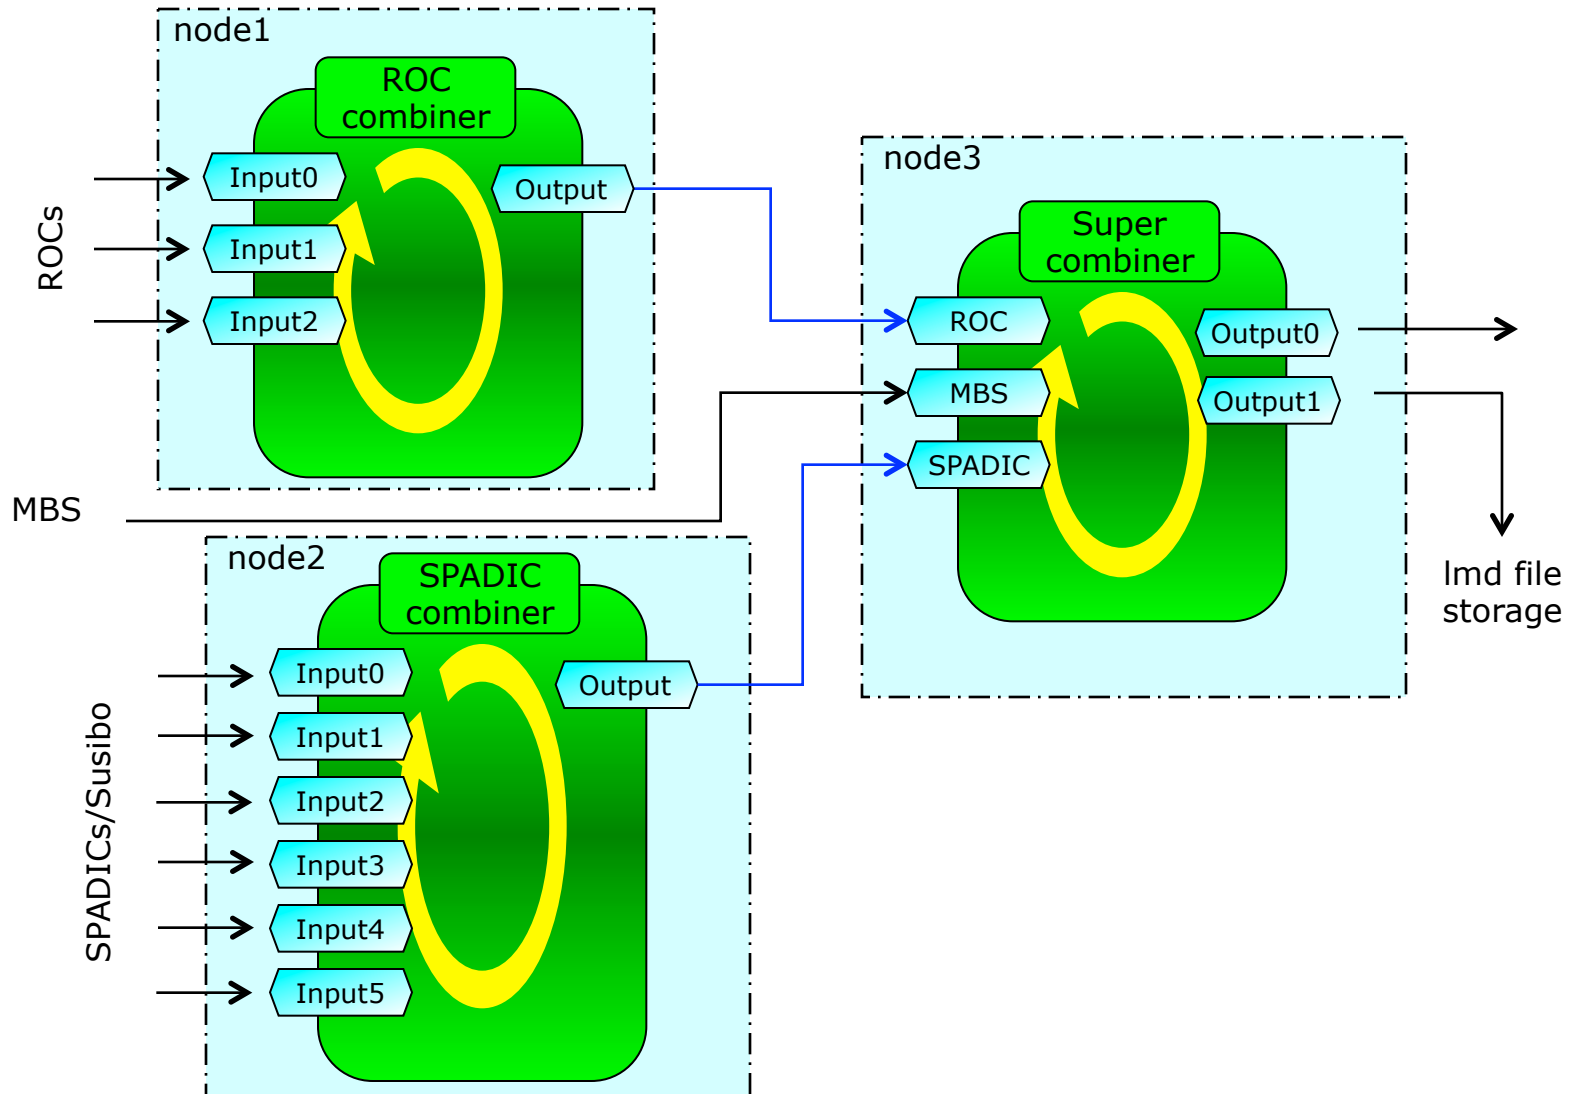 node1
ROC
combiner
ROCs
Input0
Input1
Input2
Output
MBS
node2
SPADIC
combiner
SPADICs/Susibo
Input0
Input1
Input2
Input3
Input4
Input5
Output
node3
Super
combiner
ROC
MBS
SPADIC
Output0
Output1
lmd file
storage